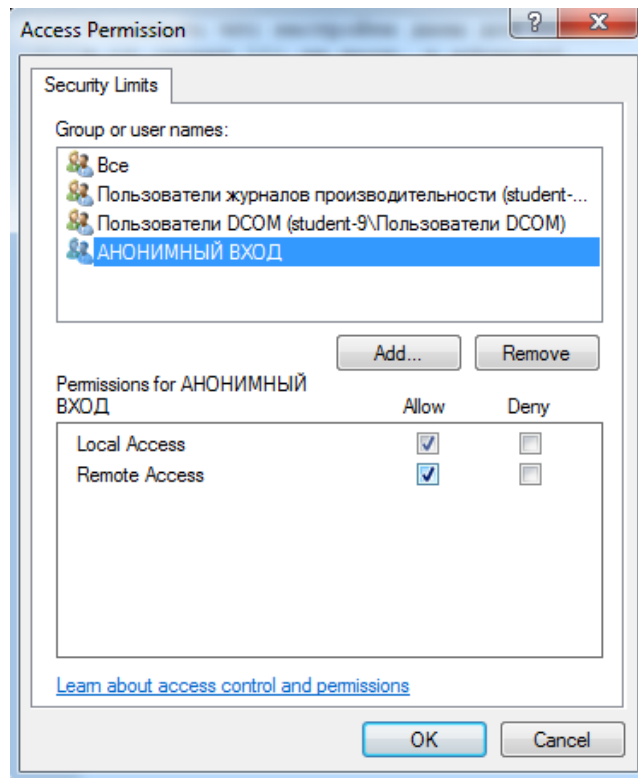 Access Permission
Security Limits
Group or user names:
Все
Пользователи журналов производительности (student-...
Пользователи DCOM (student-9\Пользователи DCOM)
АНОНИМНЫЙ ВХОД
Add...
Remove
Permissions for АНОНИМНЫЙ
ВХОД
Allow
Deny
Local Access
Remote Access
Learn about access control and permissions
OK
Cancel